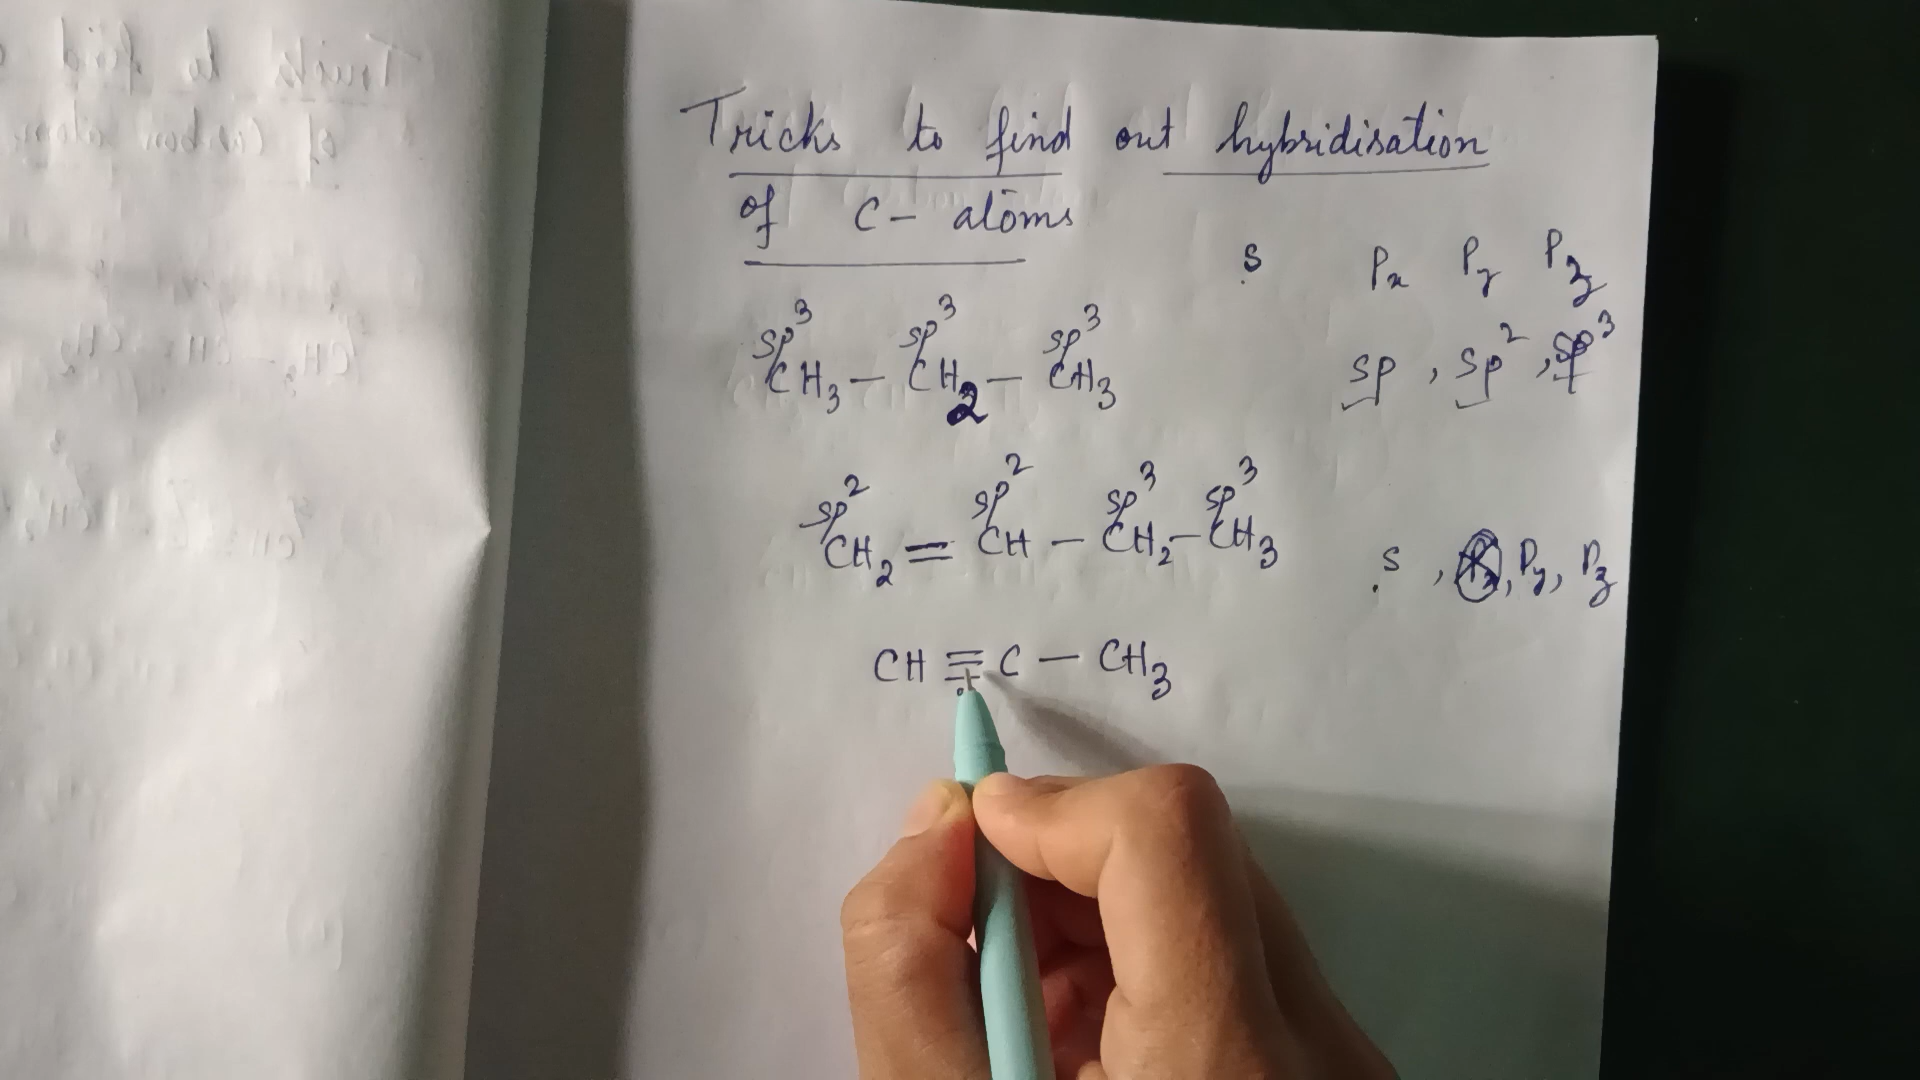 Tricks to find out hybridisation
of C- atoms
s Px Py Pz
sp³ sp³ sp³
CH₃ — CH₂ — CH₃
sp , sp² , sp³
sp² sp² sp³ sp³
CH₂ = CH — CH₂ — CH₃
s , Px, Py, Pz
CH ≡ C — CH₃